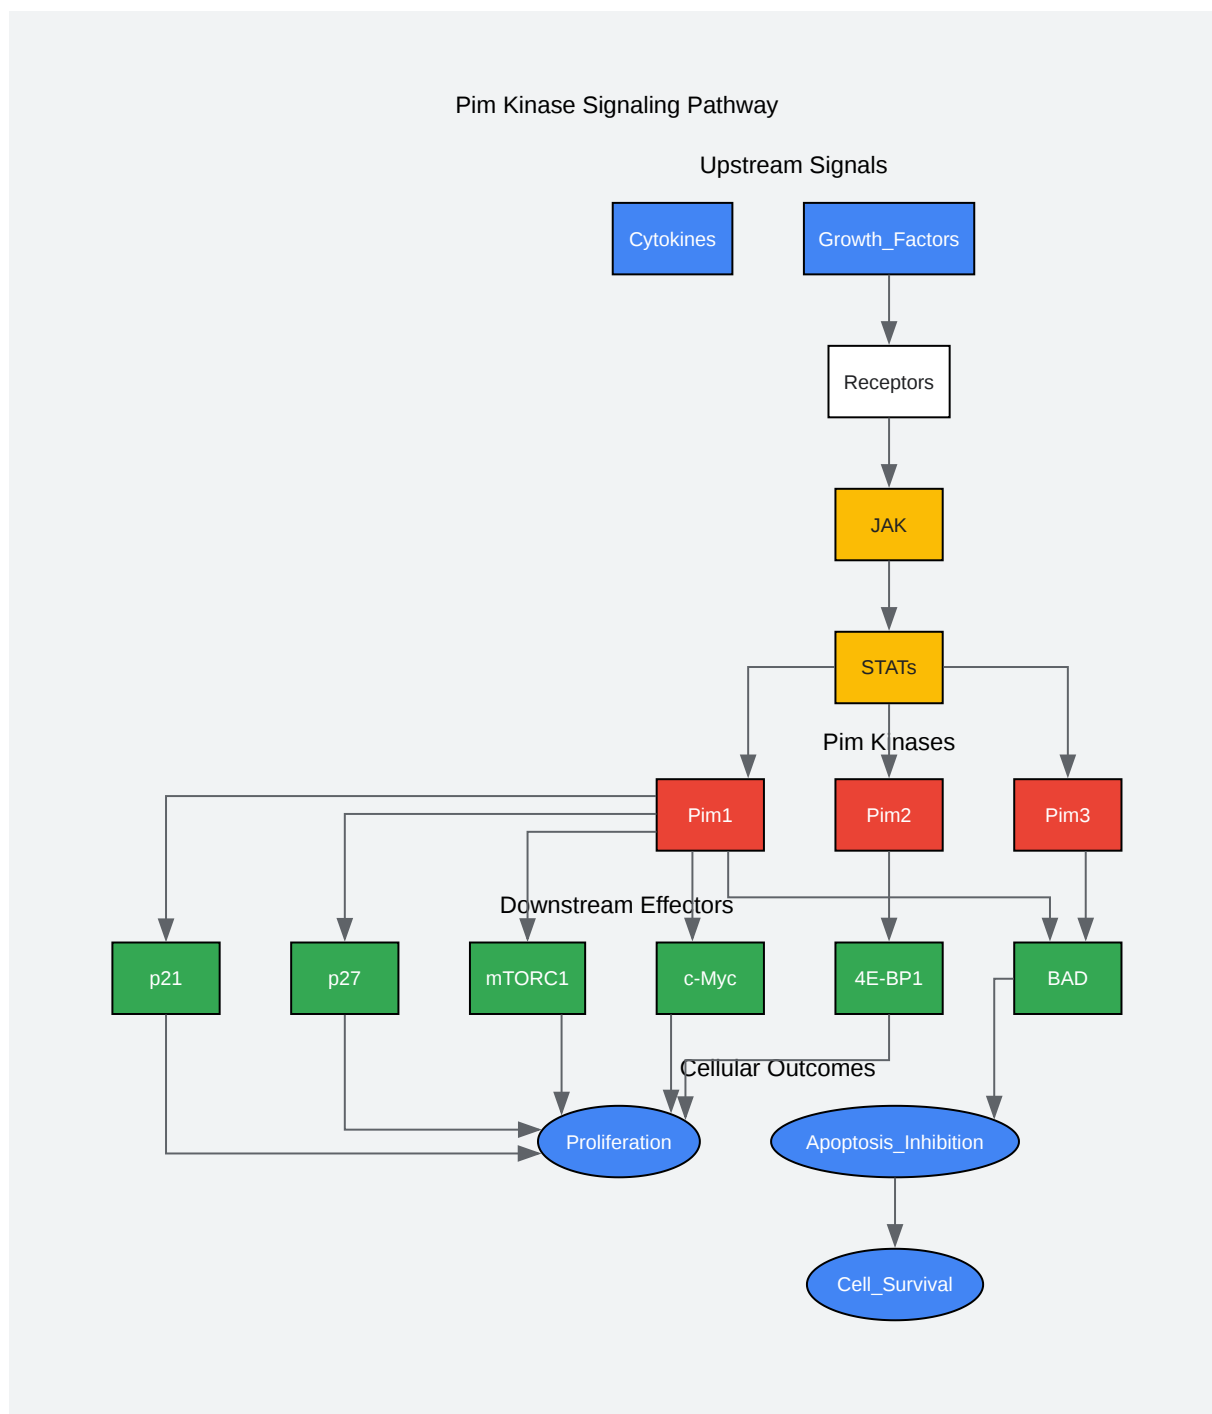 Pim Kinase Signaling Pathway
Upstream Signals
Cytokines
Growth_Factors
Receptors
JAK
STATs
Pim Kinases
Pim1
Pim2
Pim3
Downstream Effectors
p21
p27
mTORC1
c-Myc
4E-BP1
BAD
Cellular Outcomes
Proliferation
Apoptosis_Inhibition
Cell_Survival